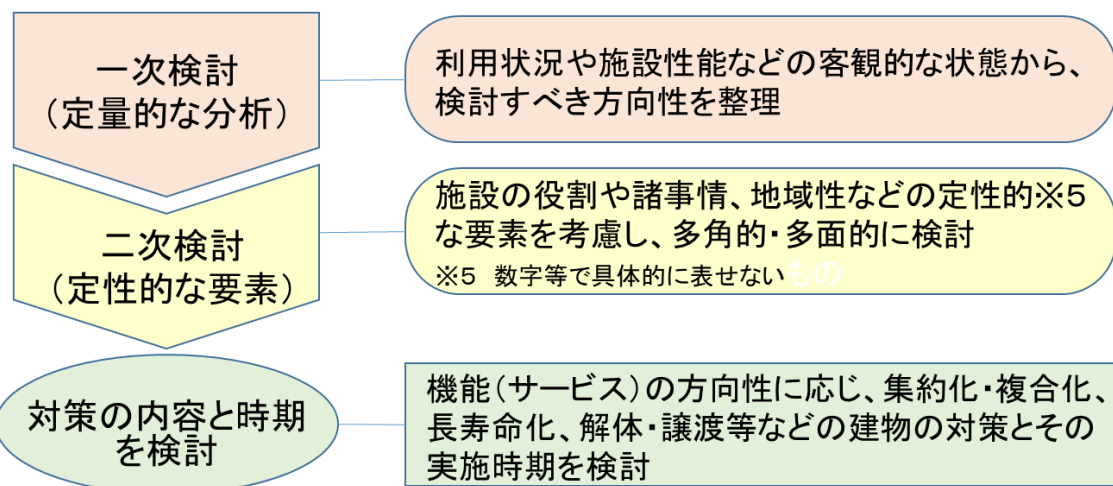 一次検討
（定量的な分析）
利用状況や施設性能などの客観的な状態から、
検討すべき方向性を整理
二次検討
（定性的な要素）
施設の役割や諸事情、地域性などの定性的※5
な要素を考慮し、多角的・多面的に検討
※5　数字等で具体的に表せないもの
対策の内容と時期
を検討
機能（サービス）の方向性に応じ、集約化・複合化、
長寿命化、解体・譲渡等などの建物の対策とその
実施時期を検討